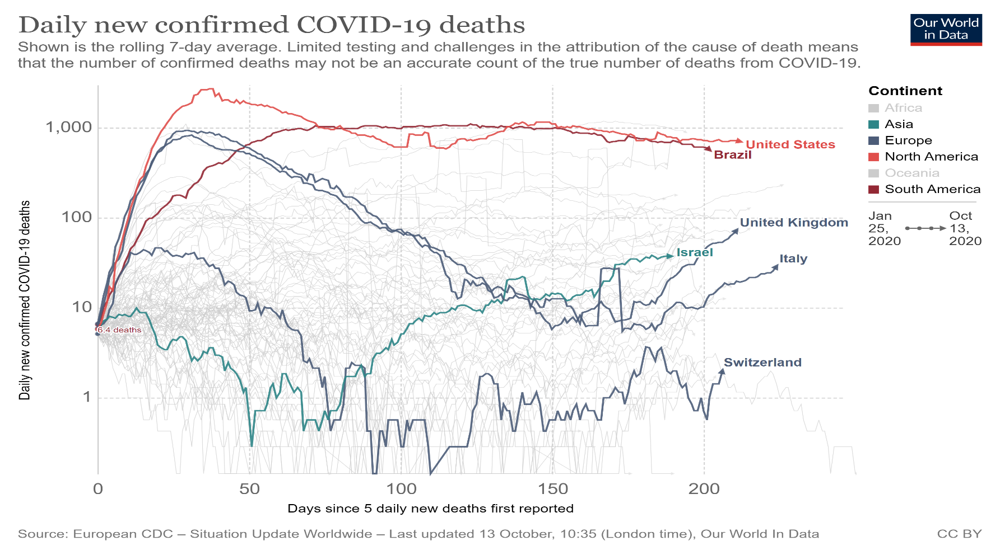 Daily new confirmed COVID-19 deaths
Shown is the rolling 7-day average. Limited testing and challenges in the attribution of the cause of death means
that the number of confirmed deaths may not be an accurate count of the true number of deaths from COVID-19.
Our World
in Data
Daily new confirmed COVID-19 deaths
1,000
100
10
1
6.4 deaths
United States
Brazil
United Kingdom
Israel
Italy
Switzerland
Continent
Africa
Asia
Europe
North America
Oceania
South America
Jan
25,
2020
Oct
13,
2020
0
50
100
150
200
Days since 5 daily new deaths first reported
Source: European CDC – Situation Update Worldwide – Last updated 13 October, 10:35 (London time), Our World In Data
CC BY